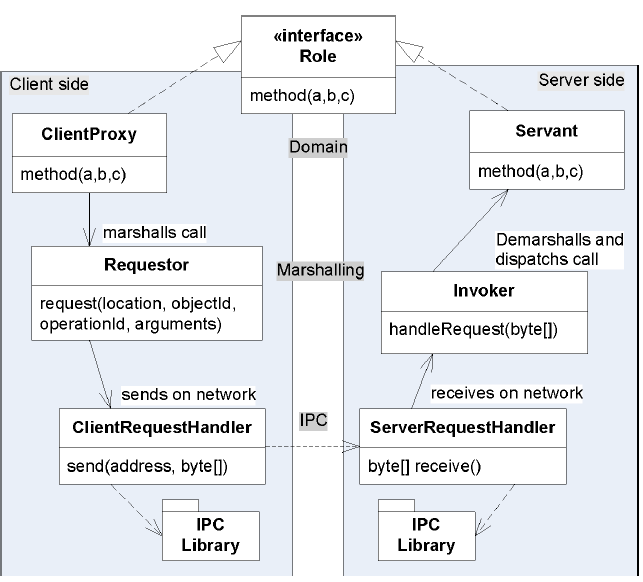 «interface»
Role
method(a,b,c)
Client side
Server side
ClientProxy
method(a,b,c)
Servant
method(a,b,c)
Domain
marshalls call
Demarshalls and
dispatchs call
Requestor
request(location, objectId,
operationId, arguments)
Marshalling
Invoker
handleRequest(byte[])
sends on network
receives on network
ClientRequestHandler
send(address, byte[])
IPC
ServerRequestHandler
byte[] receive()
IPC
Library
IPC
Library